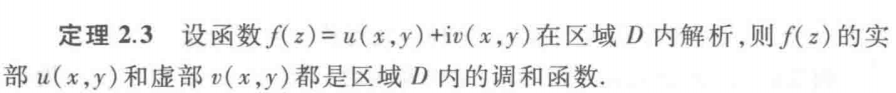 定理 2.3 设函数 f(z)= u(x,y)+iv(x,y)在区域 D 内解析,则 f(z)的实
部 u(x,y)和虚部 v(x,y)都是区域 D 内的调和函数.